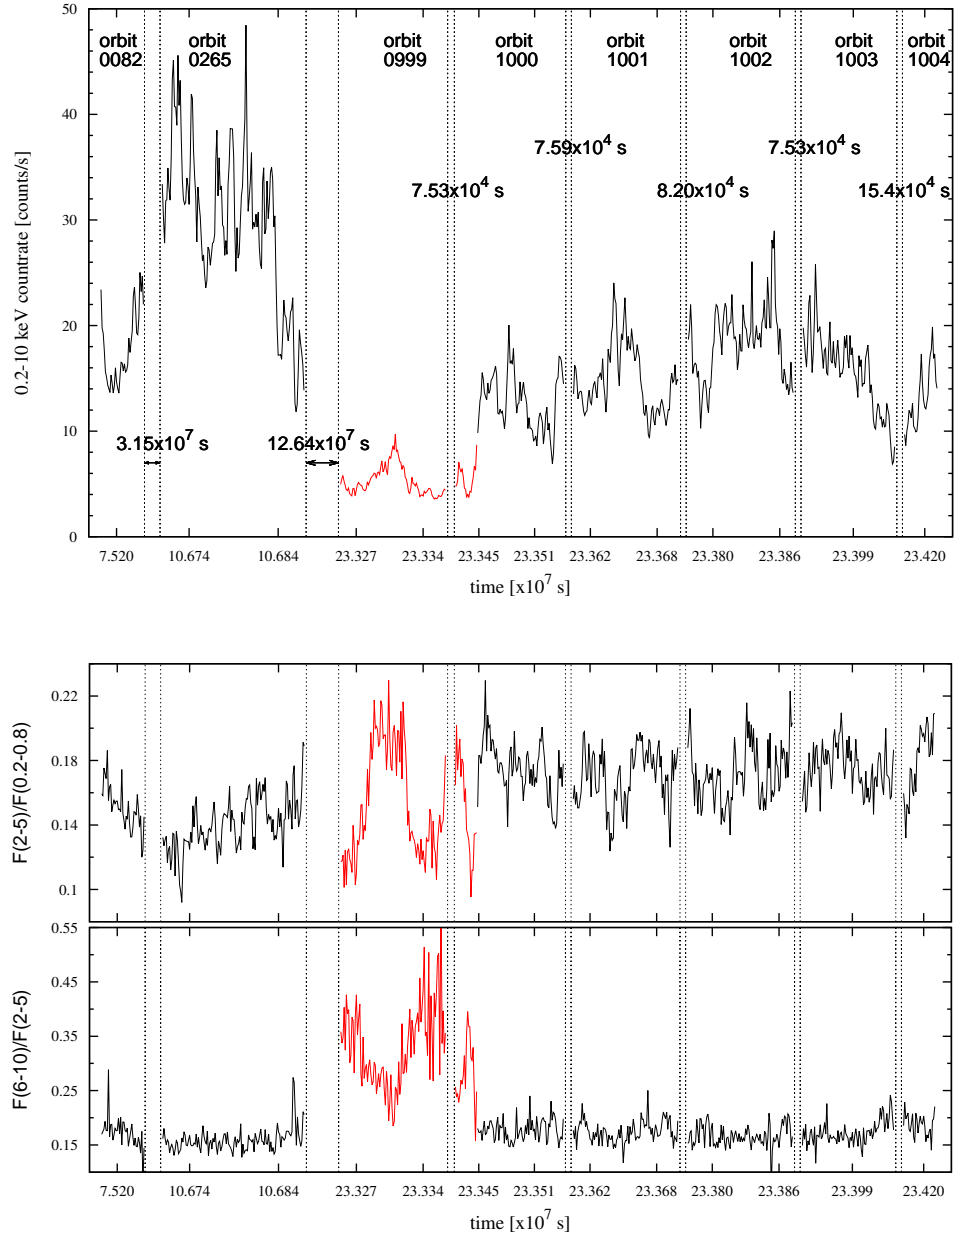 50
40
30
20
10
0
0.2-10 keV countrate [counts/s]
orbit
0082
orbit
0265
orbit
0999
orbit
1000
orbit
1001
orbit
1002
orbit
1003
orbit
1004
7.59x10^4 s
7.53x10^4 s
7.53x10^4 s
8.20x10^4 s
15.4x10^4 s
3.15x10^7 s
12.64x10^7 s
7.520 10.674 10.684 23.327 23.334 23.345 23.351 23.362 23.368 23.380 23.386 23.399 23.420
time [x10^7 s]
0.22
0.18
0.14
0.1
F(2-5)/F(0.2-0.8)
0.55
0.45
0.35
0.25
0.15
F(6-10)/F(2-5)
7.520 10.674 10.684 23.327 23.334 23.345 23.351 23.362 23.368 23.380 23.386 23.399 23.420
time [x10^7 s]